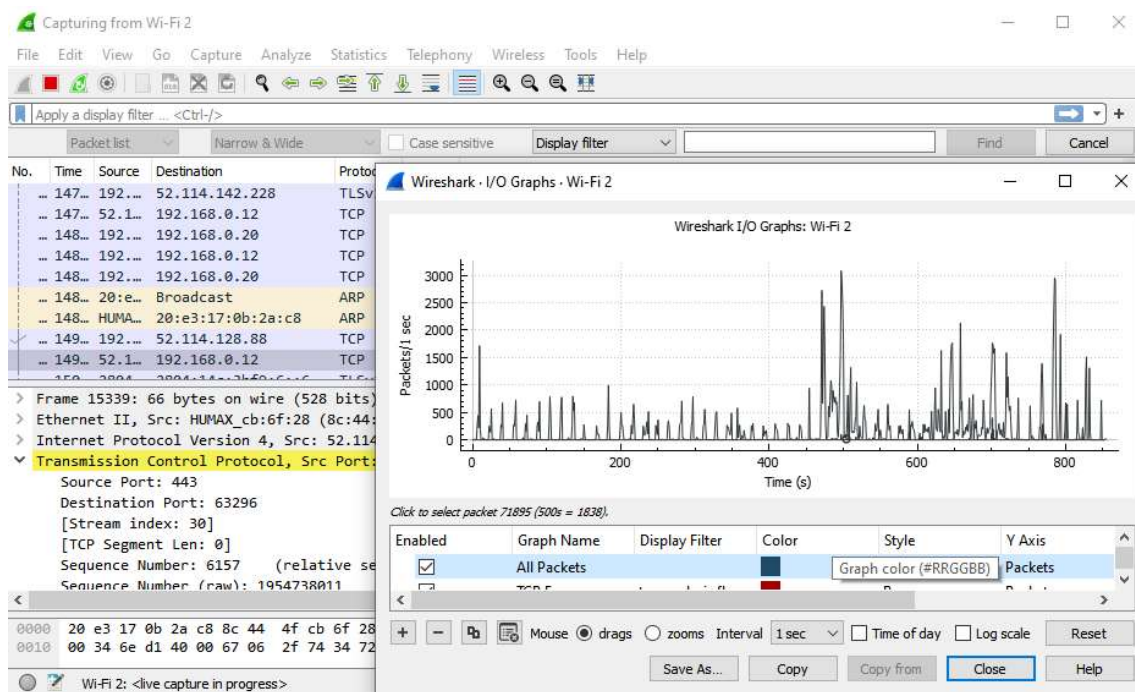 Capturing from Wi-Fi 2
File Edit View Go Capture Analyze Statistics Telephony Wireless Tools Help
Apply a display filter ... <Ctrl-/>
Packet list Narrow & Wide Case sensitive Display filter Find Cancel
No. Time Source Destination Protoc
... 147... 192.... 52.114.142.228 TLSv
... 147... 52.1... 192.168.0.12 TCP
... 148... 192.... 192.168.0.20 TCP
... 148... 192.... 192.168.0.12 TCP
... 148... 192.... 192.168.0.20 TCP
... 148... 20:e... Broadcast ARP
... 148... HUMA... 20:e3:17:0b:2a:c8 ARP
... 149... 192.... 52.114.128.88 TCP
... 149... 52.1... 192.168.0.12 TCP
Frame 15339: 66 bytes on wire (528 bits)
Ethernet II, Src: HUMAX_cb:6f:28 (8c:44:
Internet Protocol Version 4, Src: 52.114
Transmission Control Protocol, Src Port:
Source Port: 443
Destination Port: 63296
[Stream index: 30]
[TCP Segment Len: 0]
Sequence Number: 6157 (relative se
Sequence Number (raw): 1954738011
0000 20 e3 17 0b 2a c8 8c 44 4f cb 6f 28
0010 00 34 6e d1 40 00 67 06 2f 74 34 72
Wi-Fi 2: <live capture in progress>
Wireshark · I/O Graphs · Wi-Fi 2
Wireshark I/O Graphs: Wi-Fi 2
Packets/1 sec
3000
2500
2000
1500
1000
500
0
0 200 400 600 800
Time (s)
Click to select packet 71895 (500s = 1838).
Enabled Graph Name Display Filter Color Style Y Axis
All Packets Graph color (#RRGGBB) Packets
+ − Mouse drags zooms Interval 1 sec Time of day Log scale Reset
Save As... Copy Copy from Close Help